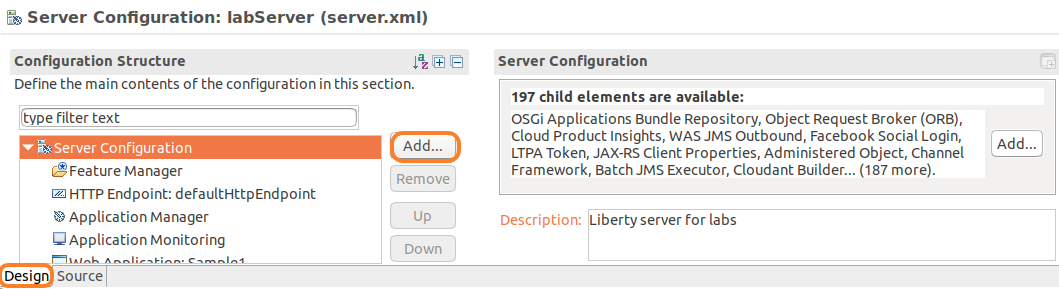 Server Configuration: labServer (server.xml)
Configuration Structure
Define the main contents of the configuration in this section.
type filter text
Server Configuration
Feature Manager
HTTP Endpoint: defaultHttpEndpoint
Application Manager
Application Monitoring
Web Application: Sample1
Add...
Remove
Up
Down
Server Configuration
197 child elements are available:
OSGi Applications Bundle Repository, Object Request Broker (ORB),
Cloud Product Insights, WAS JMS Outbound, Facebook Social Login,
LTPA Token, JAX-RS Client Properties, Administered Object, Channel
Framework, Batch JMS Executor, Cloudant Builder... (187 more).
Add...
Description: Liberty server for labs
Design Source